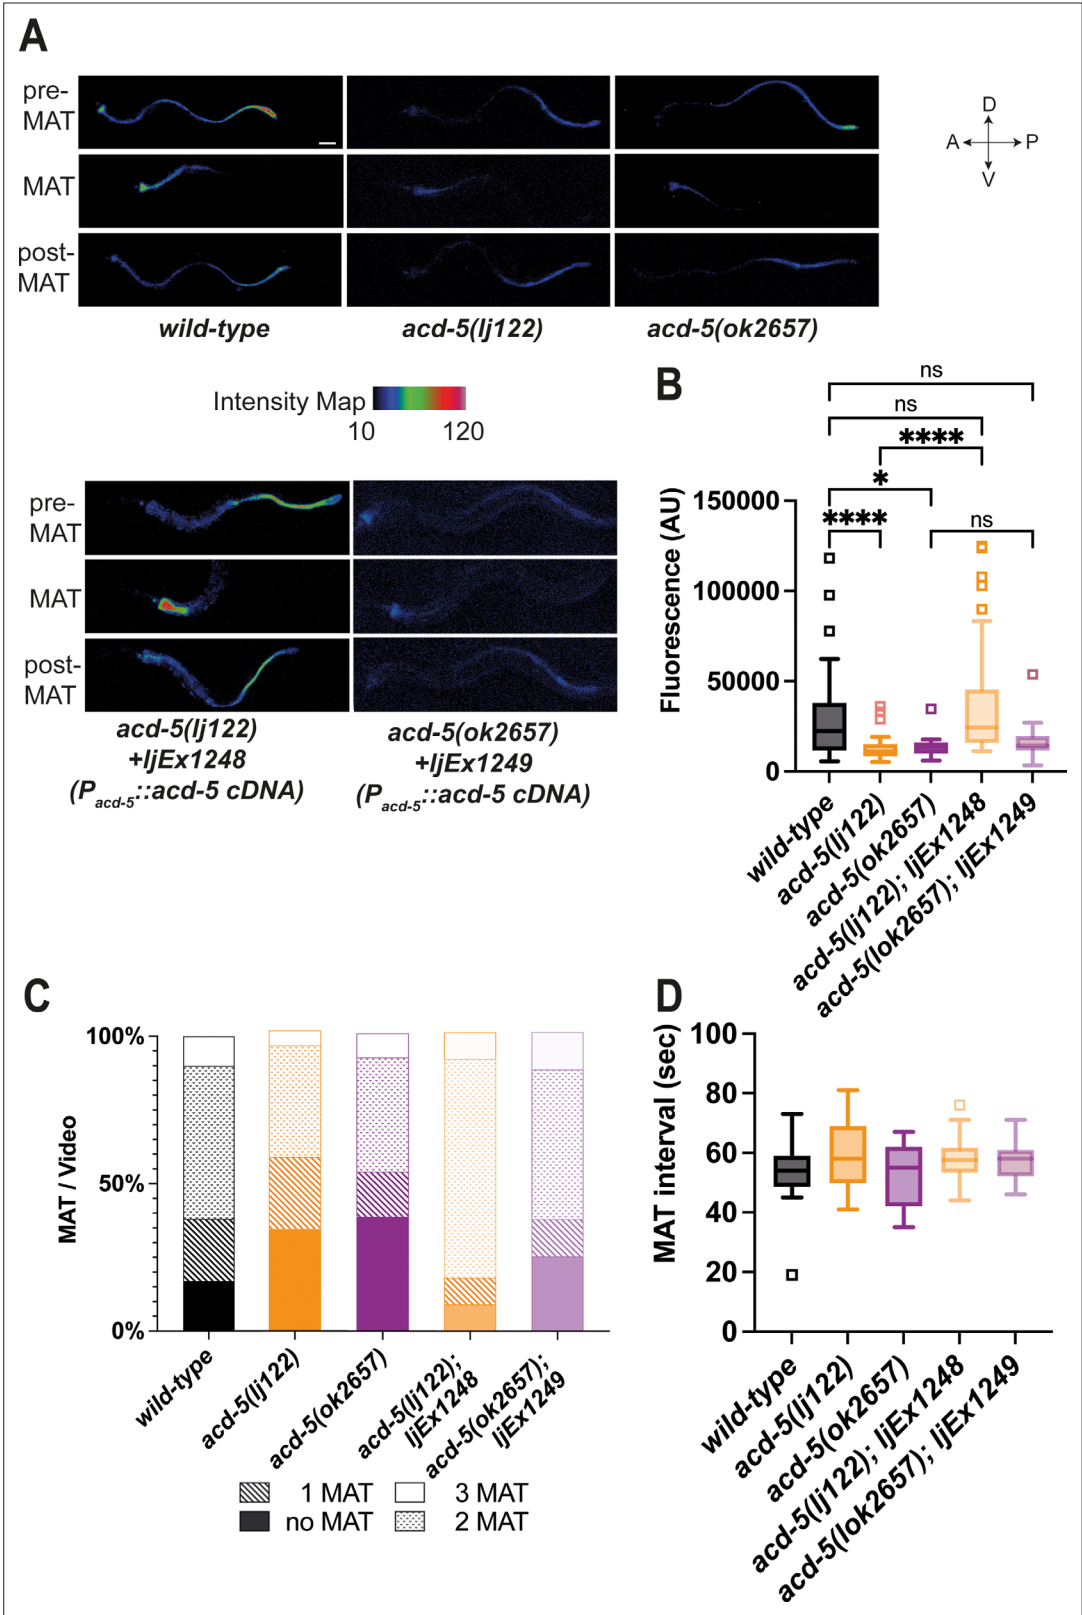 A
pre-
MAT
MAT
post-
MAT
D
A
P
V
wild-type
acd-5(lj122)
acd-5(ok2657)
Intensity Map
10
120
pre-
MAT
MAT
post-
MAT
acd-5(lj122)
+ljEx1248
(Pacd-5::acd-5 cDNA)
acd-5(ok2657)
+ljEx1249
(Pacd-5::acd-5 cDNA)
B
ns
ns
****
*
****
ns
Fluorescence (AU)
150000
100000
50000
0
wild-type
acd-5(lj122)
acd-5(ok2657)
acd-5(lj122); ljEx1248
acd-5(lok2657); ljEx1249
C
MAT / Video
100%
50%
0%
wild-type
acd-5(lj122)
acd-5(ok2657)
acd-5(lj122);
ljEx1248
acd-5(ok2657);
ljEx1249
1 MAT
3 MAT
no MAT
2 MAT
D
MAT interval (sec)
100
80
60
40
20
0
wild-type
acd-5(lj122)
acd-5(ok2657)
acd-5(lj122); ljEx1248
acd-5(lok2657); ljEx1249